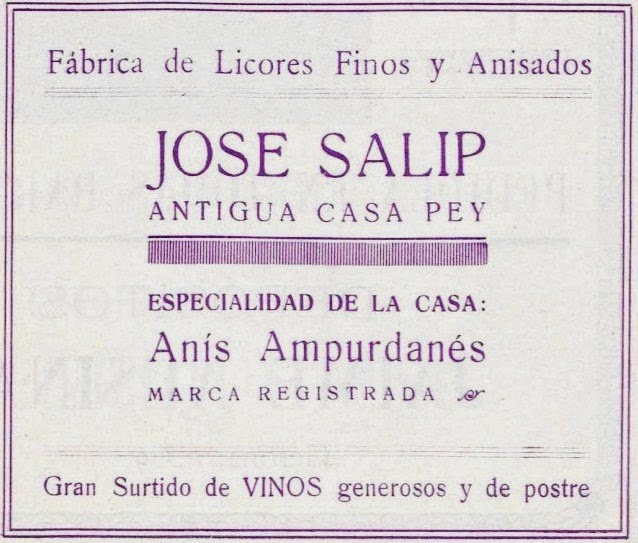 Fábrica de Licores Finos y Anisados
JOSE SALIP
ANTIGUA CASA PEY
ESPECIALIDAD DE LA CASA:
Anís Ampurdanés
MARCA REGISTRADA
Gran Surtido de VINOS generosos y de postre